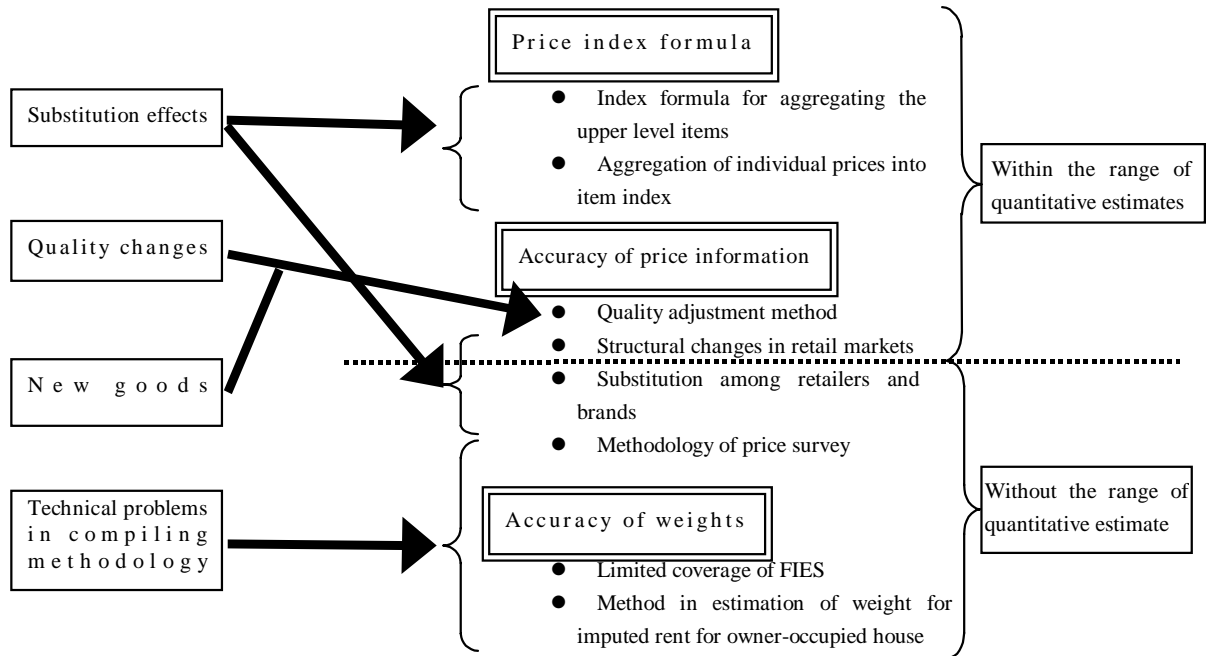 Substitution effects
Quality changes
New goods
Technical problems
in compiling
methodology
Price index formula
● Index formula for aggregating the
upper level items
● Aggregation of individual prices into
item index
Accuracy of price information
● Quality adjustment method
● Structural changes in retail markets
● Substitution among retailers and
brands
● Methodology of price survey
Accuracy of weights
● Limited coverage of FIES
● Method in estimation of weight for
imputed rent for owner-occupied house
Within the range of
quantitative estimates
Without the range of
quantitative estimate